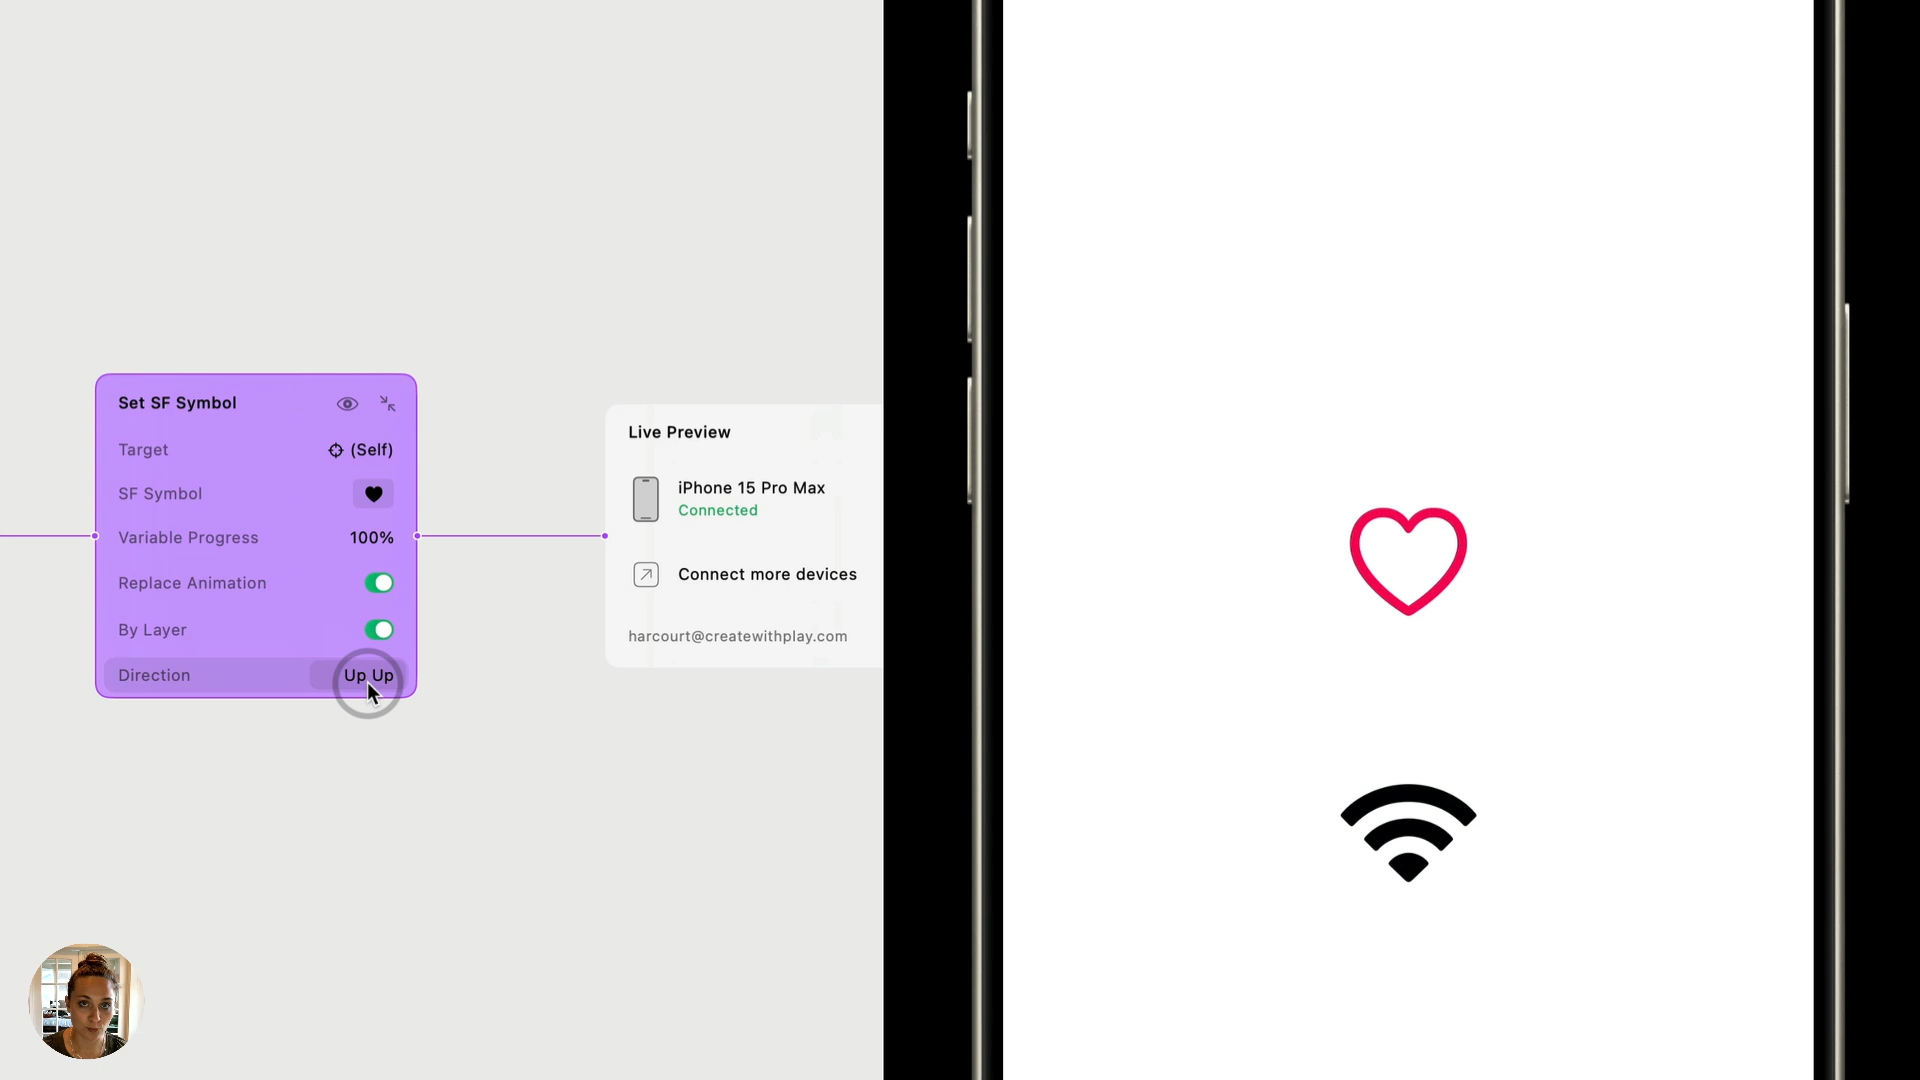 Set SF Symbol
Target (Self)
SF Symbol
Variable Progress 100%
Replace Animation
By Layer
Direction Up Up
Live Preview
iPhone 15 Pro Max
Connected
Connect more devices
harcourt@createwithplay.com